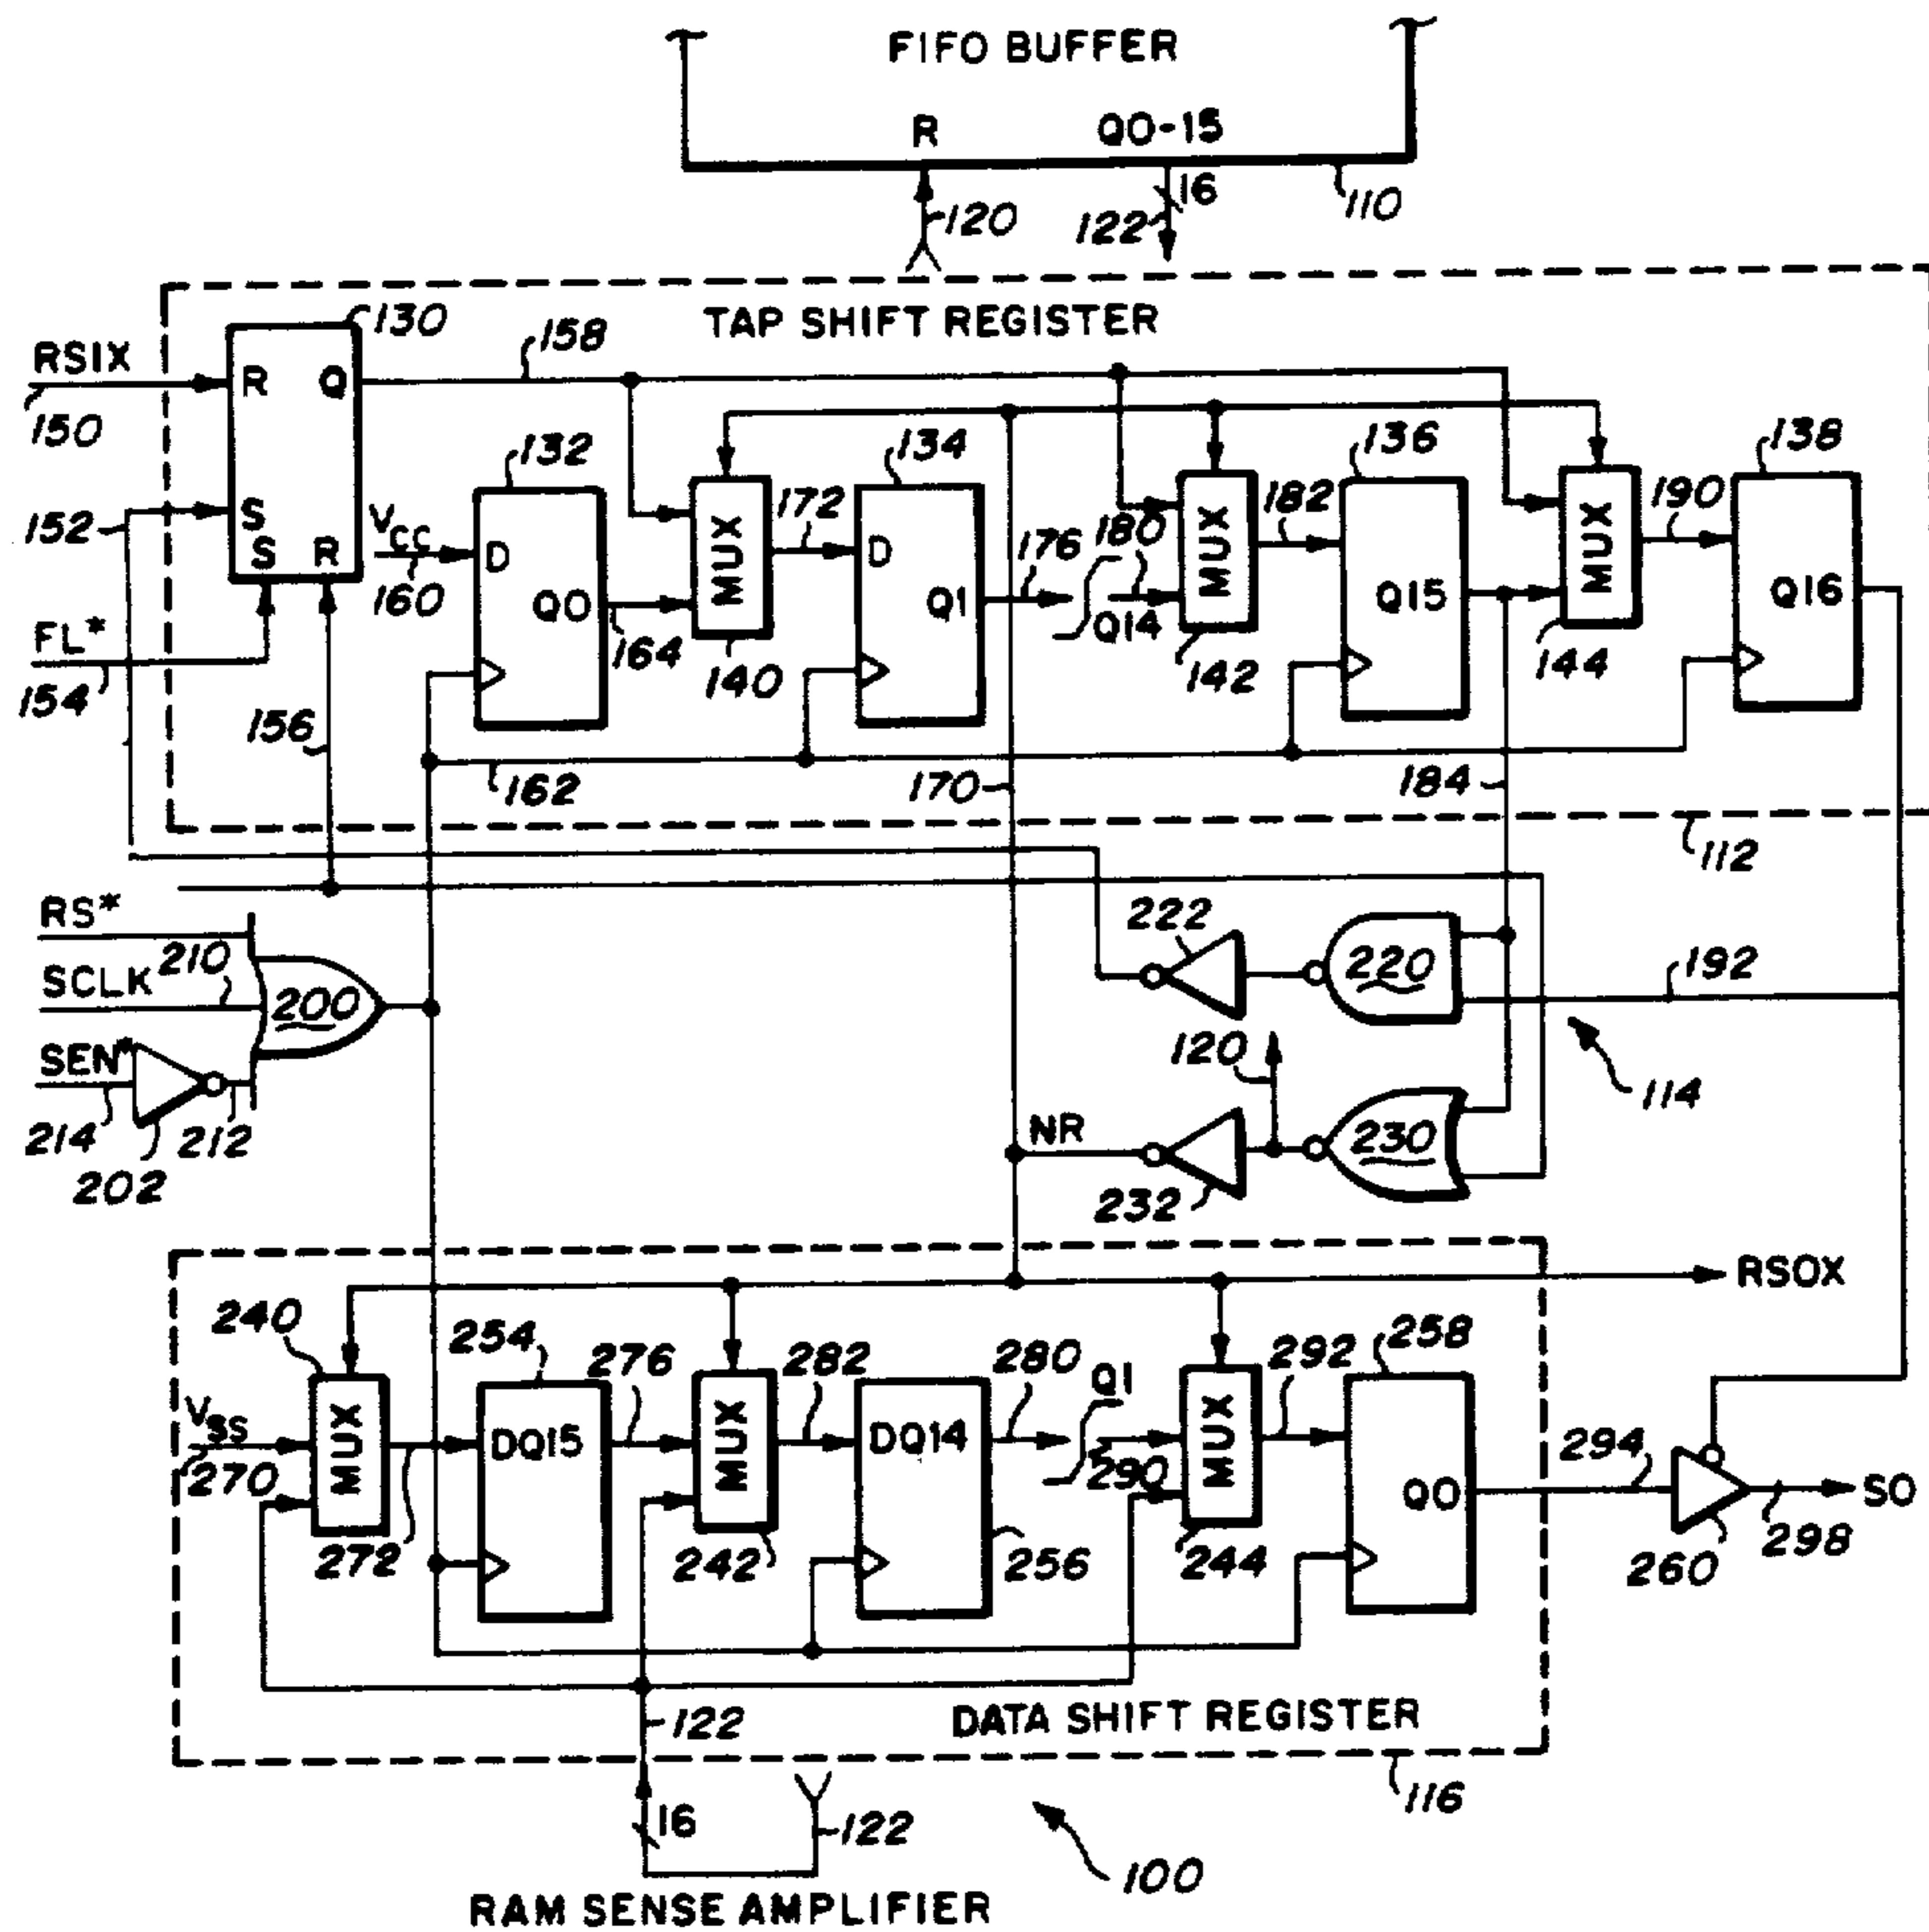 FIFO BUFFER
R
Q0-15
120
122
16
110
TAP SHIFT REGISTER
130
158
RSIX
R
Q
150
132
134
136
138
152
S
S
R
VCC
160
D
Q0
164
MUX
140
172
D
Q1
176
180
Q14
MUX
142
182
Q15
MUX
144
190
Q16
FL*
154
156
162
170
184
112
RS*
SCLK
210
200
SEN*
214
202
212
222
220
192
120
114
NR
232
230
RSOX
240
254
276
282
280
Q1
292
258
VSS
270
MUX
272
DQ15
MUX
242
DQ14
256
290
MUX
244
Q0
294
260
298
SO
122
DATA SHIFT REGISTER
116
16
122
100
RAM SENSE AMPLIFIER